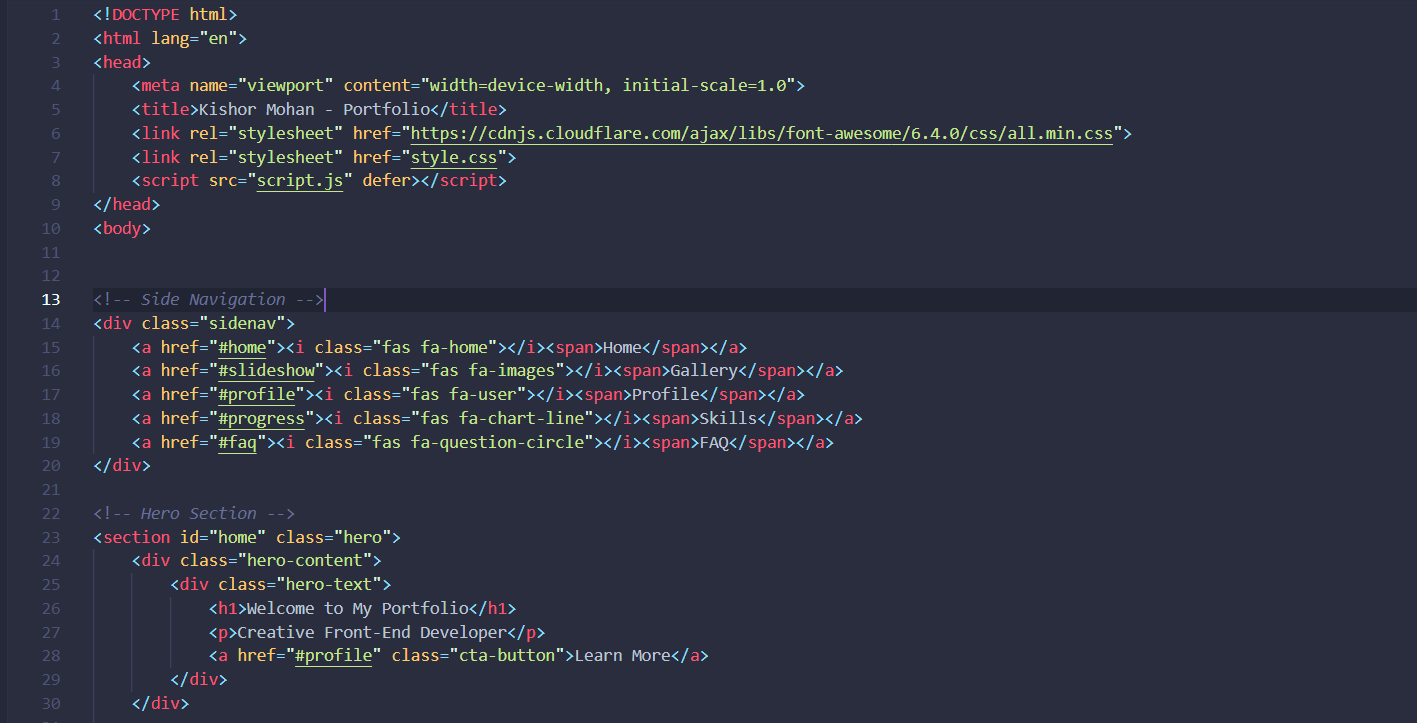 1 <!DOCTYPE html>
2 <html lang="en">
3 <head>
4     <meta name="viewport" content="width=device-width, initial-scale=1.0">
5     <title>Kishor Mohan - Portfolio</title>
6     <link rel="stylesheet" href="https://cdnjs.cloudflare.com/ajax/libs/font-awesome/6.4.0/css/all.min.css">
7     <link rel="stylesheet" href="style.css">
8     <script src="script.js" defer></script>
9 </head>
10 <body>
11
12
13 <!-- Side Navigation -->
14 <div class="sidenav">
15     <a href="#home"><i class="fas fa-home"></i><span>Home</span></a>
16     <a href="#slideshow"><i class="fas fa-images"></i><span>Gallery</span></a>
17     <a href="#profile"><i class="fas fa-user"></i><span>Profile</span></a>
18     <a href="#progress"><i class="fas fa-chart-line"></i><span>Skills</span></a>
19     <a href="#faq"><i class="fas fa-question-circle"></i><span>FAQ</span></a>
20 </div>
21
22 <!-- Hero Section -->
23 <section id="home" class="hero">
24     <div class="hero-content">
25         <div class="hero-text">
26             <h1>Welcome to My Portfolio</h1>
27             <p>Creative Front-End Developer</p>
28             <a href="#profile" class="cta-button">Learn More</a>
29         </div>
30     </div>